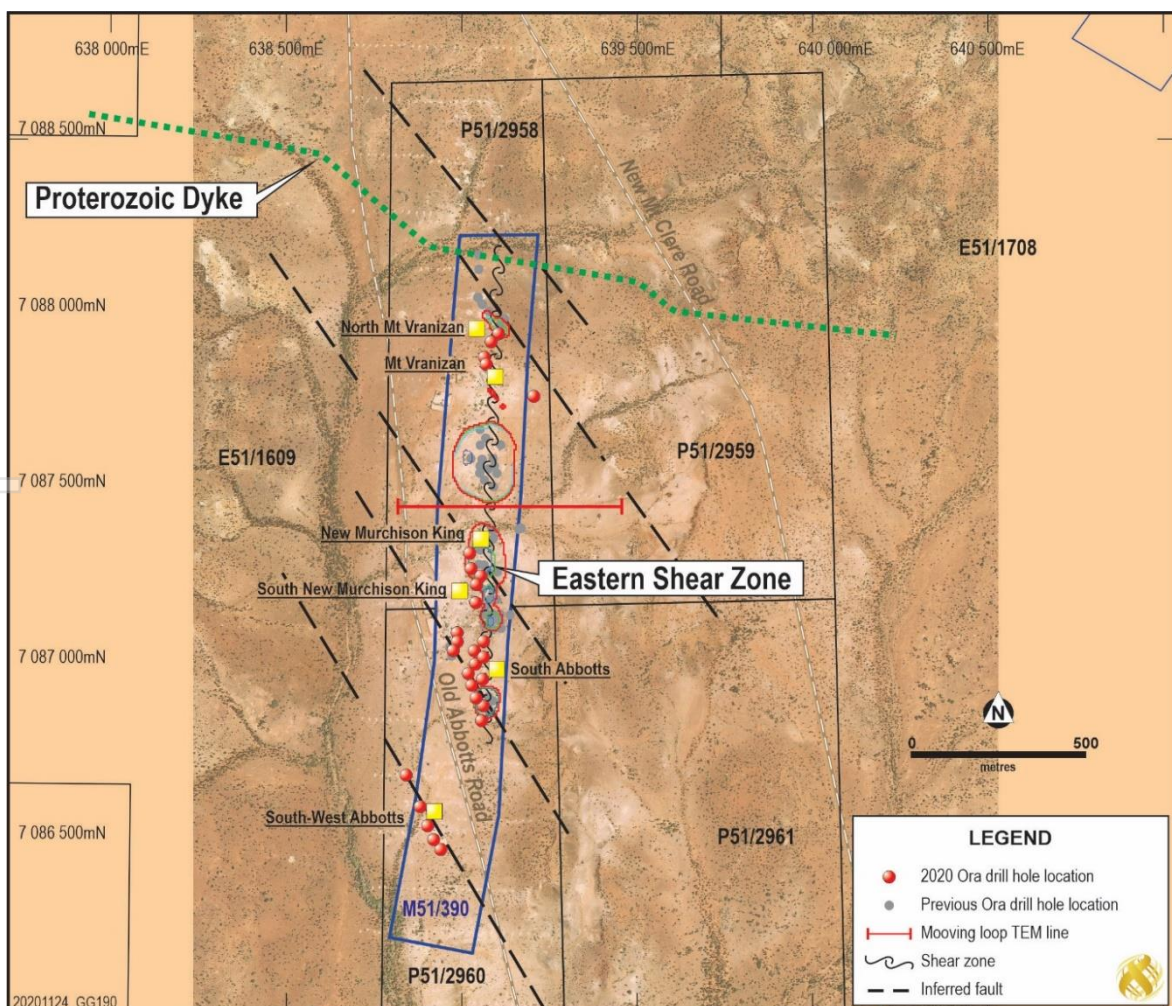 638 000mE
638 500mE
639 500mE
640 000mE
640 500mE
7 088 500mN
P51/2958
Proterozoic Dyke
New Mt Clere Road
E51/1708
7 088 000mN
North Mt Vranizan
Mt Vranizan
E51/1609
P51/2959
7 087 500mN
New Murchison King
Eastern Shear Zone
South New Murchison King
7 087 000mN
South Abbotts
Old Abbotts Road
N
0
500
metres
South-West Abbotts
7 086 500mN
P51/2961
M51/390
P51/2960
LEGEND
2020 Ora drill hole location
Previous Ora drill hole location
Mooving loop TEM line
Shear zone
Inferred fault
20201124_GG190